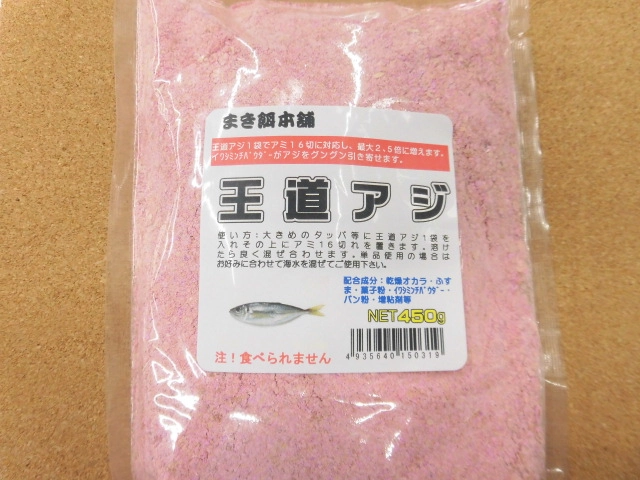 まき餌本舗
王道アジ1袋でアミ16切に対応し、最大2.5倍に増えます。
イワシミンチパウダーがアジをグングン引き寄せます。
王道アジ
使い方:大きめのタッパ等に王道アジ1袋を
入れその上にアミ16切れを置きます。溶け
たら良く混ぜ合わせます。単品使用の場合は
お好みに合わせて海水を混ぜてご使用下さい。
配合成分:乾燥オカラ・ふす
ま・菓子粉・イワシミンチパウダー・
パン粉・増粘剤等
NET450g
注!食べられません
4935640150319